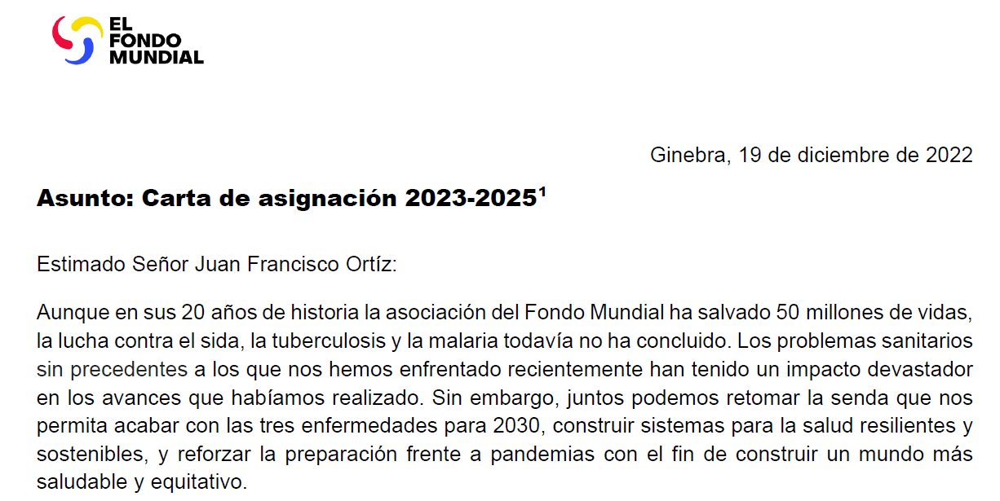 EL
FONDO
MUNDIAL
Ginebra, 19 de diciembre de 2022
Asunto: Carta de asignación 2023-2025¹
Estimado Señor Juan Francisco Ortíz:
Aunque en sus 20 años de historia la asociación del Fondo Mundial ha salvado 50 millones de vidas,
la lucha contra el sida, la tuberculosis y la malaria todavía no ha concluido. Los problemas sanitarios
sin precedentes a los que nos hemos enfrentado recientemente han tenido un impacto devastador
en los avances que habíamos realizado. Sin embargo, juntos podemos retomar la senda que nos
permita acabar con las tres enfermedades para 2030, construir sistemas para la salud resilientes y
sostenibles, y reforzar la preparación frente a pandemias con el fin de construir un mundo más
saludable y equitativo.